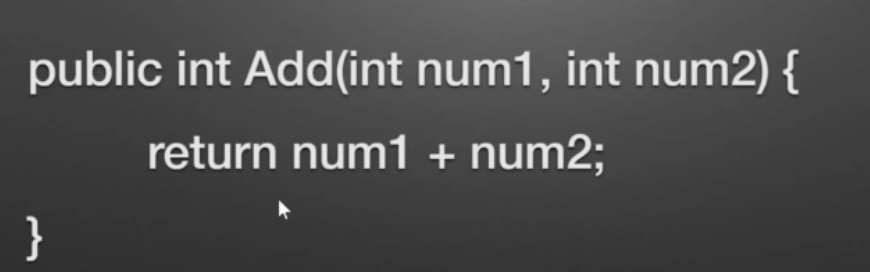 public int Add(int num1, int num2) {
return num1 + num2;
}